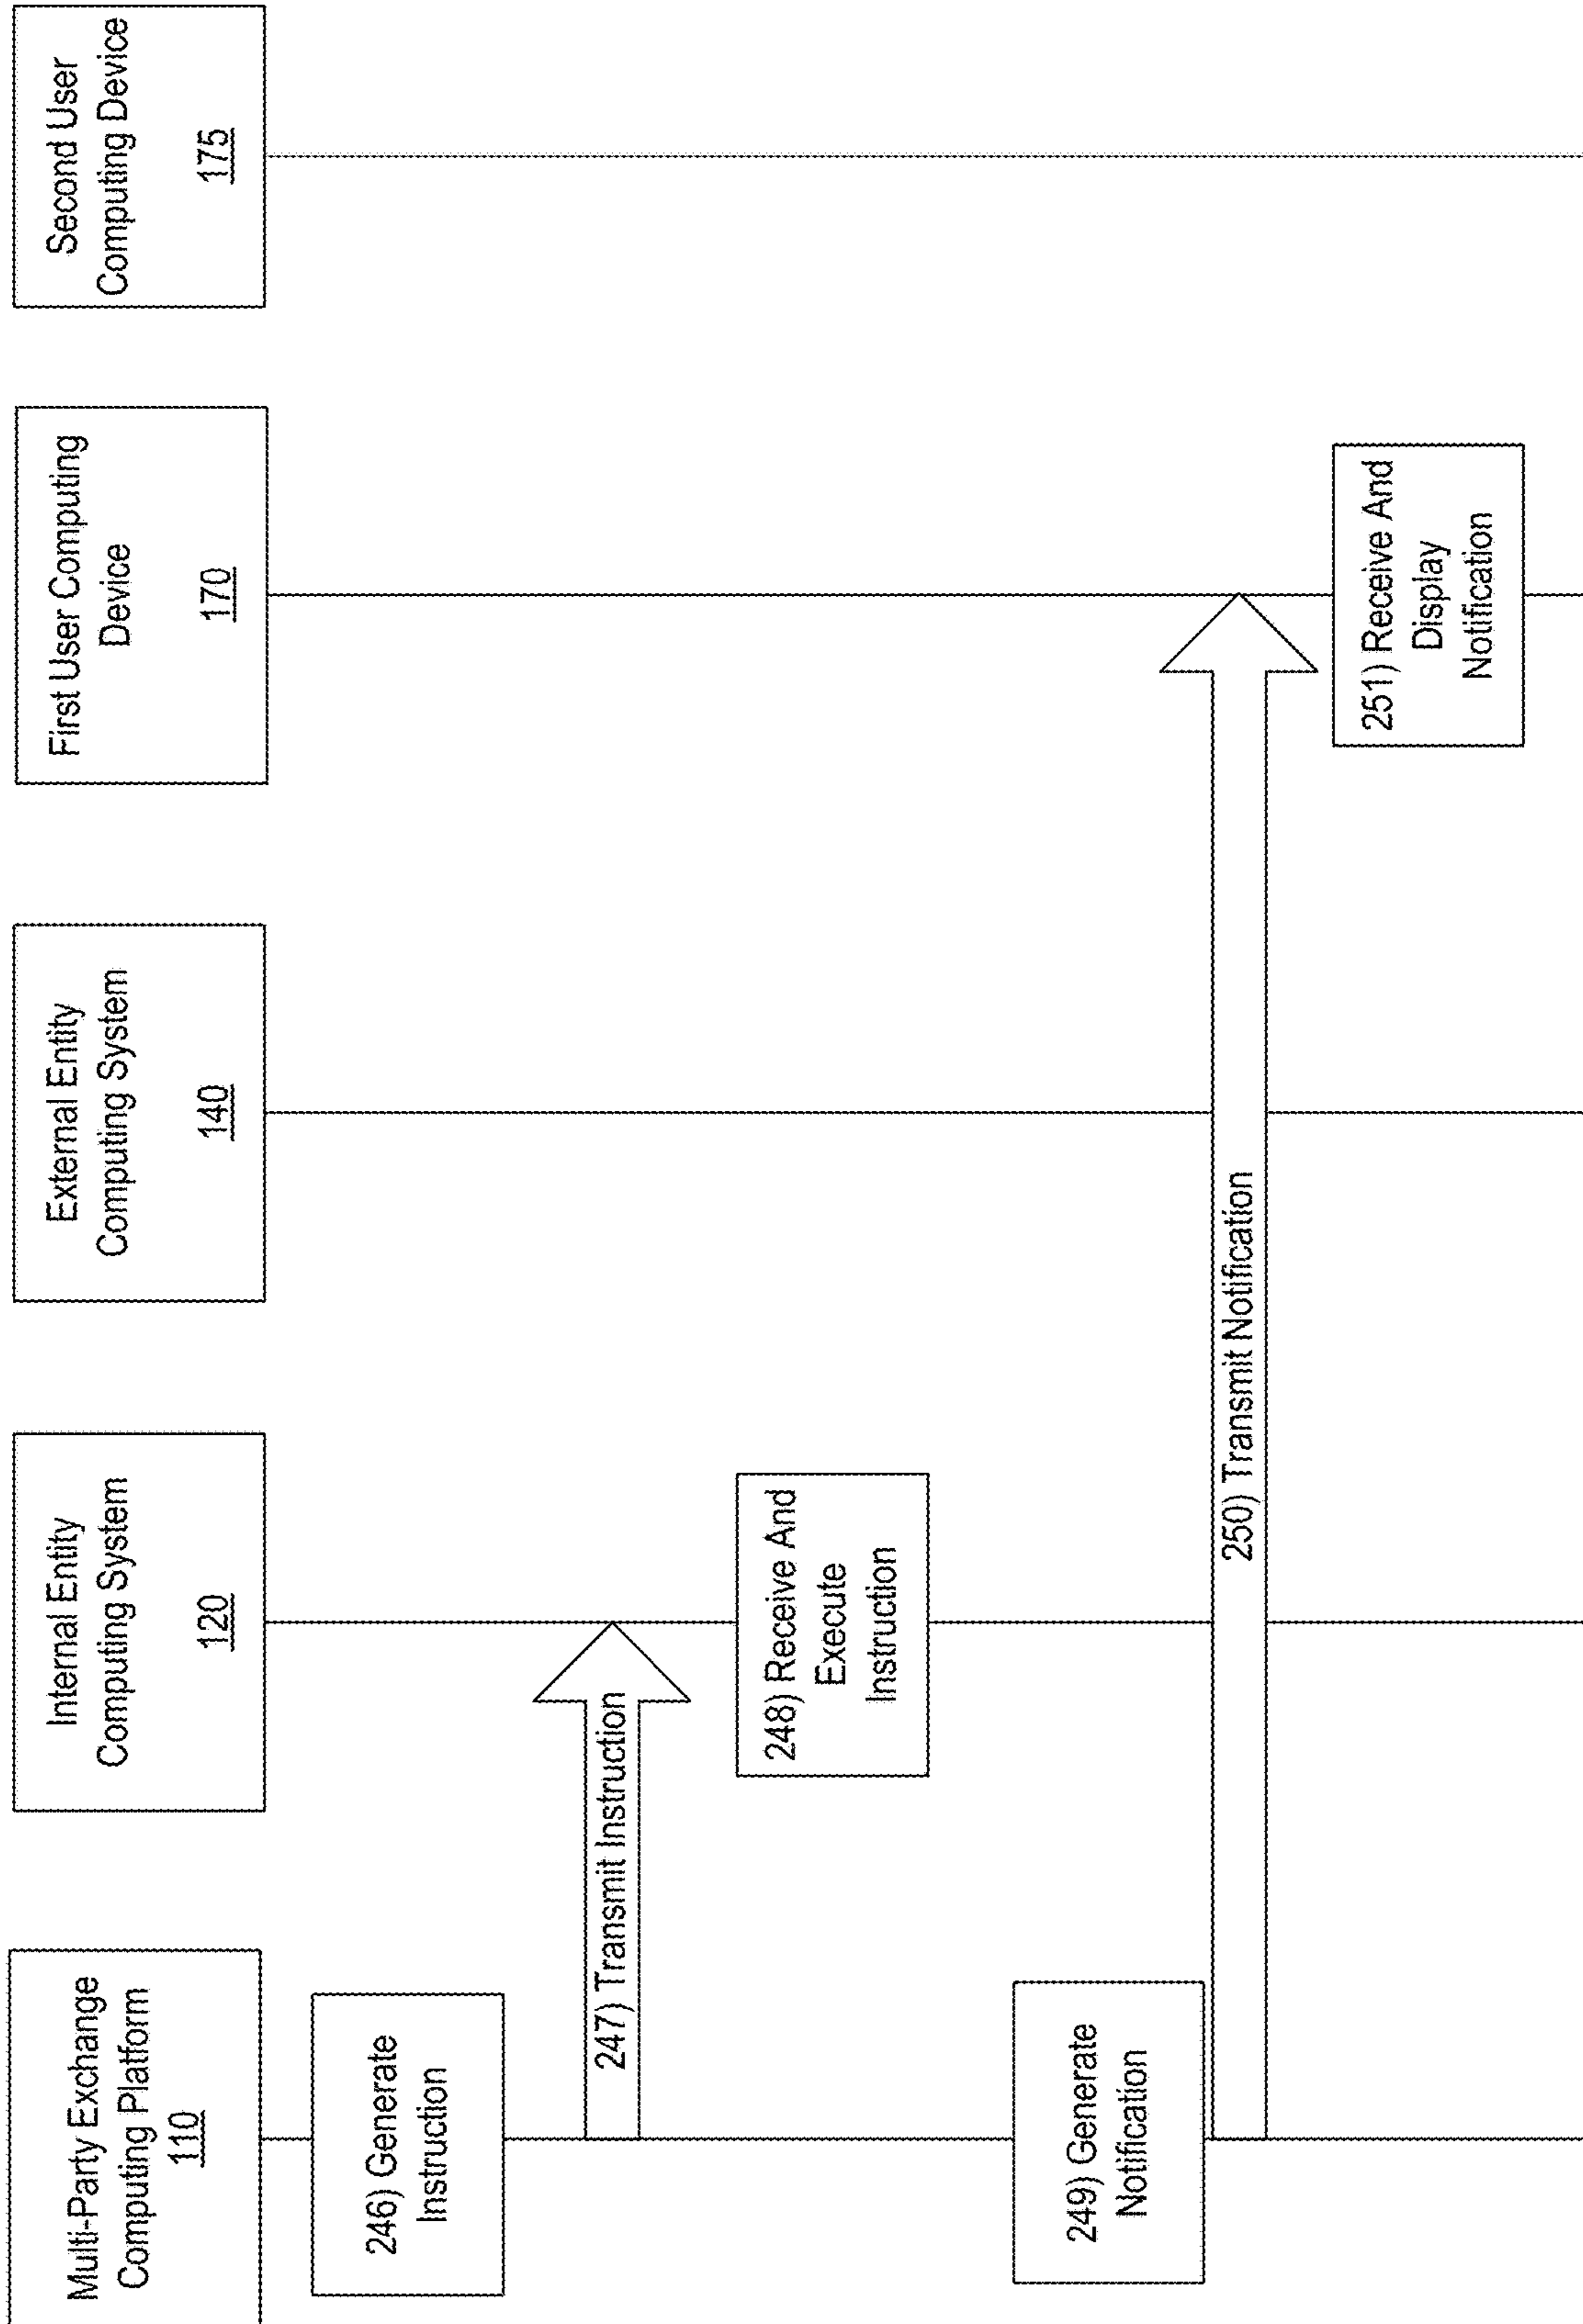 Multi-Party Exchange
Computing Platform
110
Internal Entity
Computing System
120
External Entity
Computing System
140
First User Computing
Device
170
Second User
Computing Device
175
246) Generate
Instruction
247) Transmit Instruction
248) Receive And
Execute
Instruction
249) Generate
Notification
250) Transmit Notification
251) Receive And
Display
Notification